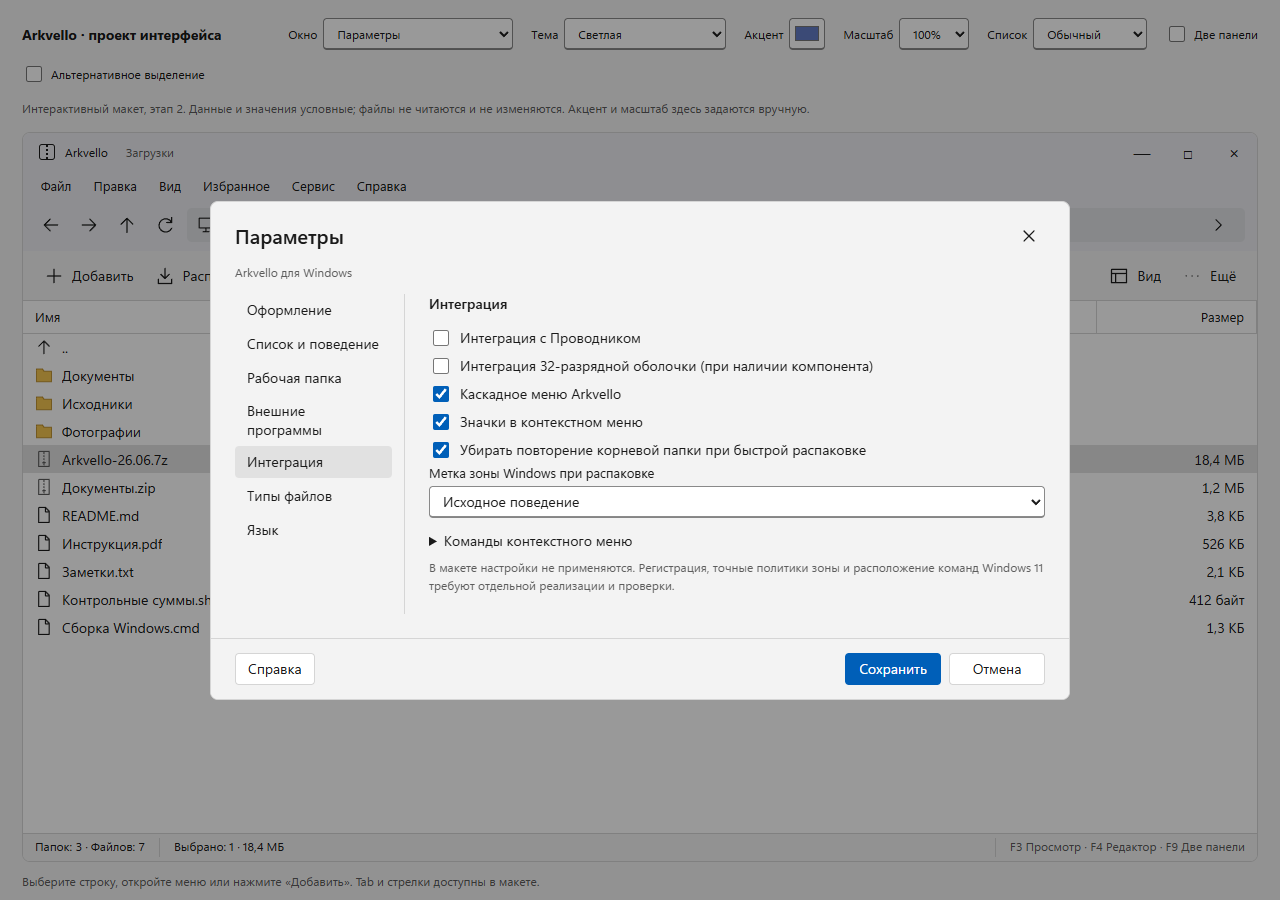 Arkvello · проект интерфейса
Окно Параметры Тема Светлая Акцент Масштаб 100% Список Обычный Две панели
Альтернативное выделение
Интерактивный макет, этап 2. Данные и значения условные; файлы не читаются и не изменяются. Акцент и масштаб здесь задаются вручную.
Arkvello Загрузки
Файл Правка Вид Избранное Сервис Справка
Добавить Расп Вид ··· Ещё
Имя Размер
..
Документы
Исходники
Фотографии
Arkvello-26.06.7z 18,4 МБ
Документы.zip 1,2 МБ
README.md 3,8 КБ
Инструкция.pdf 526 КБ
Заметки.txt 2,1 КБ
Контрольные суммы.sh 412 байт
Сборка Windows.cmd 1,3 КБ
Параметры
Arkvello для Windows
Оформление
Список и поведение
Рабочая папка
Внешние
программы
Интеграция
Типы файлов
Язык
Интеграция
Интеграция с Проводником
Интеграция 32-разрядной оболочки (при наличии компонента)
Каскадное меню Arkvello
Значки в контекстном меню
Убирать повторение корневой папки при быстрой распаковке
Метка зоны Windows при распаковке
Исходное поведение
Команды контекстного меню
В макете настройки не применяются. Регистрация, точные политики зоны и расположение команд Windows 11
требуют отдельной реализации и проверки.
Справка Сохранить Отмена
Папок: 3 · Файлов: 7 Выбрано: 1 · 18,4 МБ F3 Просмотр · F4 Редактор · F9 Две панели
Выберите строку, откройте меню или нажмите «Добавить». Tab и стрелки доступны в макете.